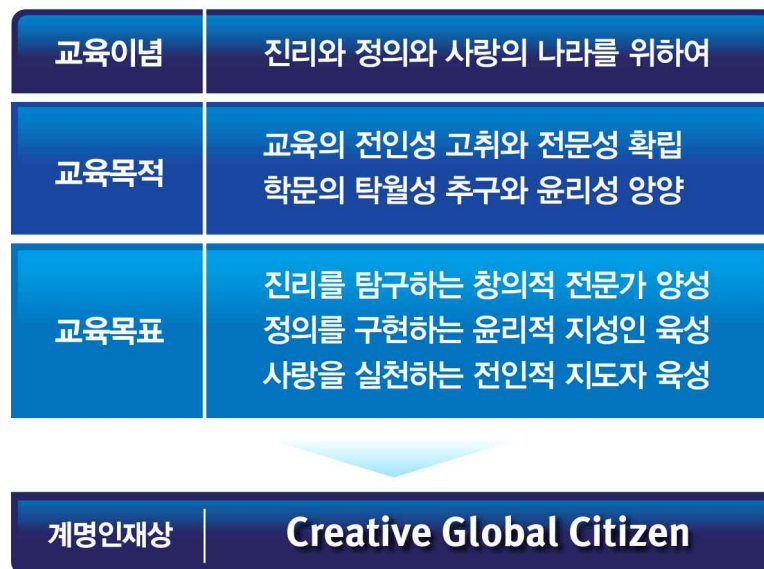 교육이념
진리와 정의와 사랑의 나라를 위하여
교육목적
교육의 전인성 고취와 전문성 확립
학문의 탁월성 추구와 윤리성 앙양
교육목표
진리를 탐구하는 창의적 전문가 양성
정의를 구현하는 윤리적 지성인 육성
사랑을 실천하는 전인적 지도자 육성
계명인재상
Creative Global Citizen